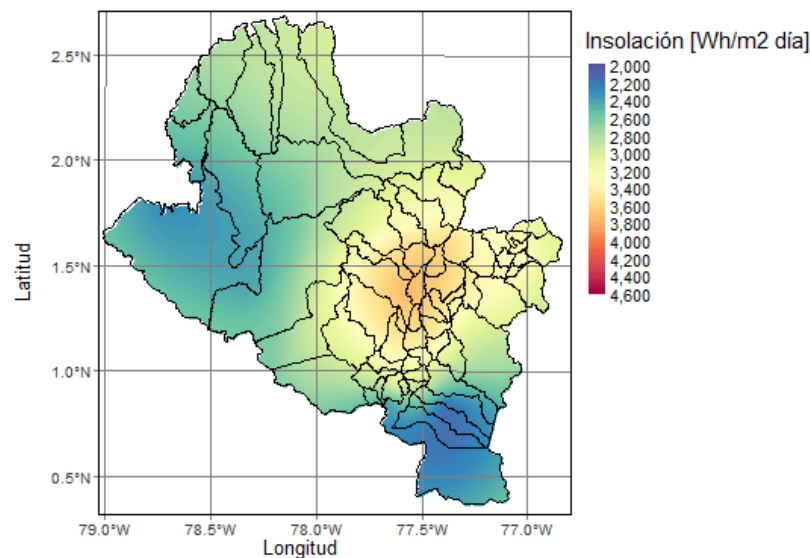 Insolación [Wh/m2 día]
2,000
2,200
2,400
2,600
2,800
3,000
3,200
3,400
3,600
3,800
4,000
4,200
4,400
4,600
2.5°N
2.0°N
1.5°N
1.0°N
0.5°N
Latitud
79.0°W 78.5°W 78.0°W 77.5°W 77.0°W
Longitud